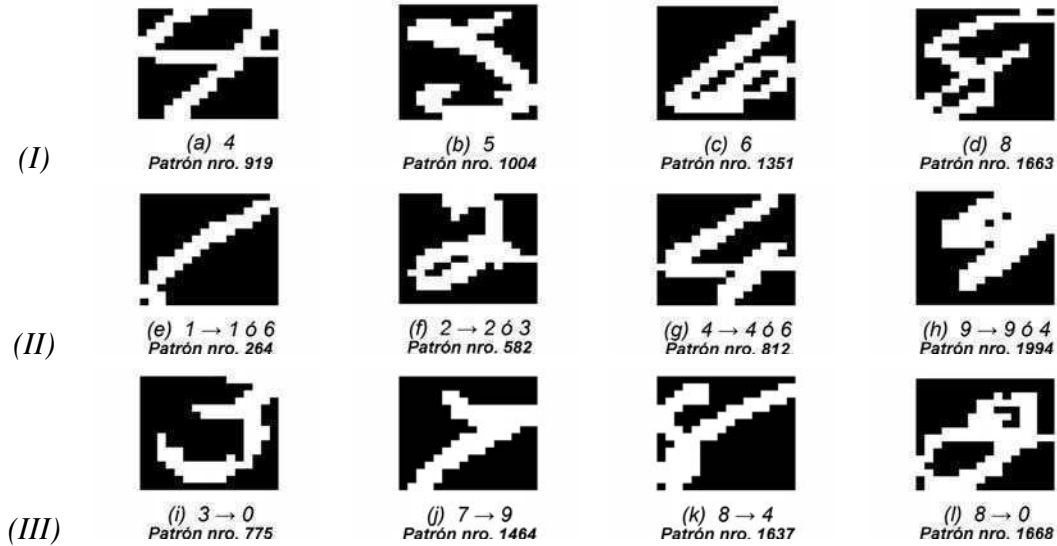 (I)
(a) 4
Patrón nro. 919
(b) 5
Patrón nro. 1004
(c) 6
Patrón nro. 1351
(d) 8
Patrón nro. 1663
(II)
(e) 1 → 1 ó 6
Patrón nro. 264
(f) 2 → 2 ó 3
Patrón nro. 582
(g) 4 → 4 ó 6
Patrón nro. 812
(h) 9 → 9 ó 4
Patrón nro. 1994
(III)
(i) 3 → 0
Patrón nro. 775
(j) 7 → 9
Patrón nro. 1464
(k) 8 → 4
Patrón nro. 1637
(l) 8 → 0
Patrón nro. 1668